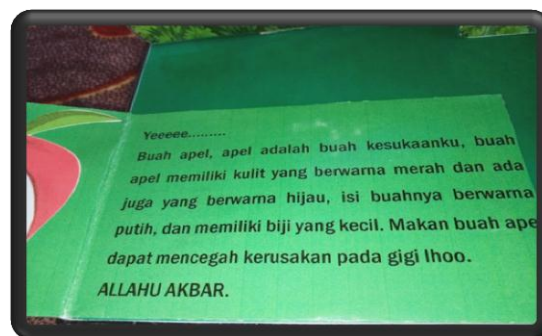 Yeeeee.........
Buah apel, apel adalah buah kesukaanku, buah
apel memiliki kulit yang berwarna merah dan ada
juga yang berwarna hijau, isi buahnya berwarna
putih, dan memiliki biji yang kecil. Makan buah ape
dapat mencegah kerusakan pada gigi lhoo.
ALLAHU AKBAR.